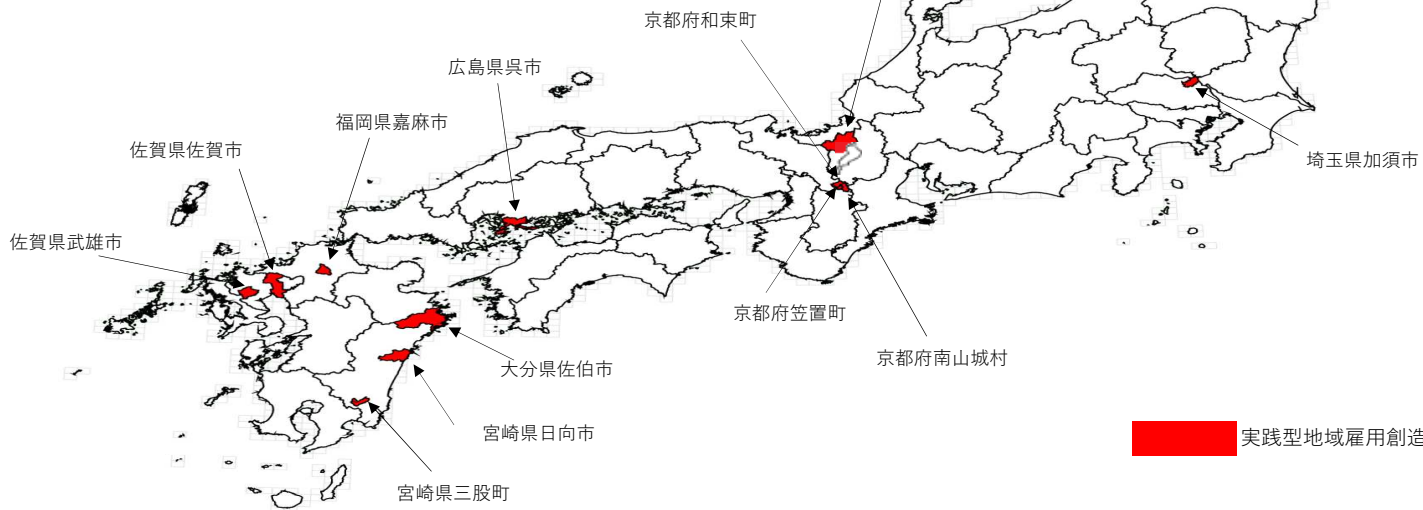 京都府和束町
広島県呉市
福岡県嘉麻市
佐賀県佐賀市
埼玉県加須市
佐賀県武雄市
京都府笠置町
京都府南山城村
大分県佐伯市
宮崎県日向市
実践型地域雇用創造
宮崎県三股町